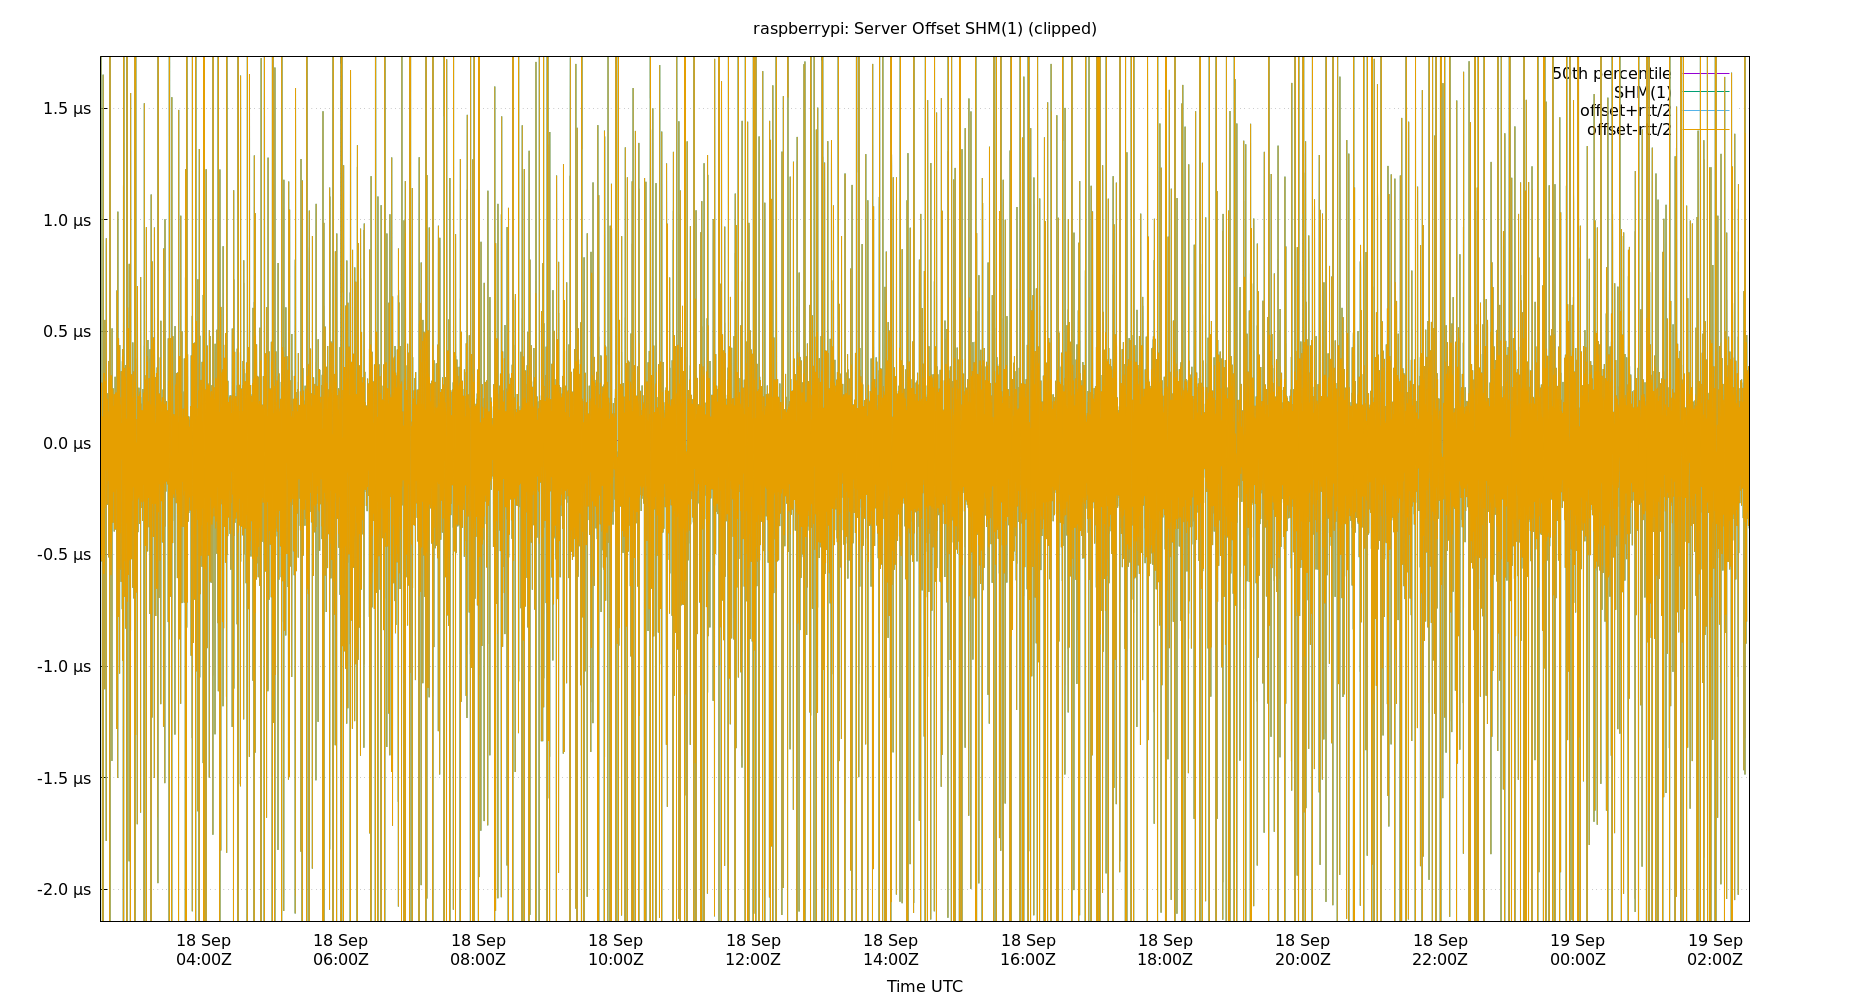 raspberrypi: Server Offset SHM(1) (clipped)
50th percentile
SHM(1)
offset+rtt/2
offset-rtt/2
1.5 µs
1.0 µs
0.5 µs
0.0 µs
-0.5 µs
-1.0 µs
-1.5 µs
-2.0 µs
18 Sep 18 Sep 18 Sep 18 Sep 18 Sep 18 Sep 18 Sep 18 Sep 18 Sep 18 Sep 19 Sep 19 Sep
04:00Z 06:00Z 08:00Z 10:00Z 12:00Z 14:00Z 16:00Z 18:00Z 20:00Z 22:00Z 00:00Z 02:00Z
Time UTC